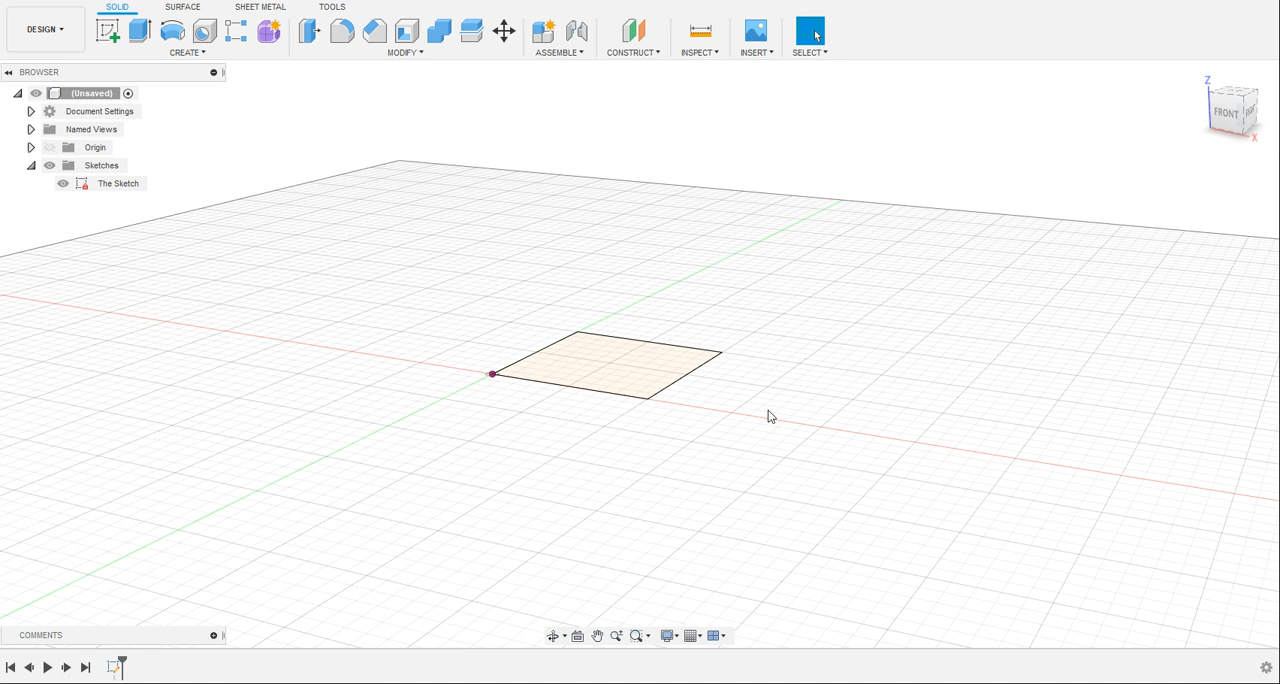 SOLID
SURFACE
SHEET METAL
TOOLS
DESIGN
CREATE
MODIFY
ASSEMBLE
CONSTRUCT
INSPECT
INSERT
SELECT
BROWSER
(Unsaved)
Document Settings
Named Views
Origin
Sketches
The Sketch
Z
FRONT
X
COMMENTS